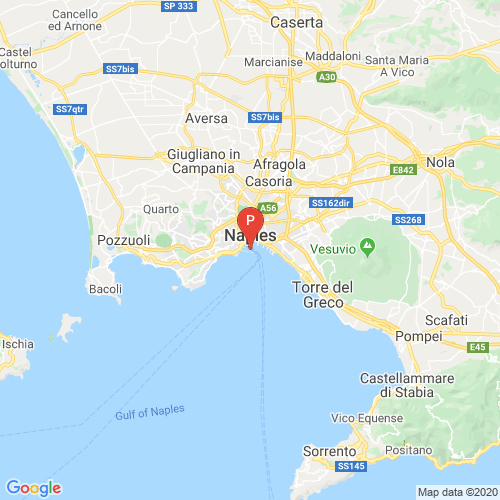 SP 333
Cancello
ed Arnone
Caserta
Castel
olturno
Maddaloni
Marcianise
Santa Maria
A Vico
SS7bis
A30
SS7qtr
Aversa
SS7bis
Giugliano in
Campania
Afragola
Casoria
Nola
E842
Quarto
A56
SS162dir
SS268
P
Naples
Pozzuoli
Vesuvio
Bacoli
Torre del
Greco
Scafati
Pompei
Ischia
E45
Castellammare
di Stabia
Gulf of Naples
Vico Equense
Sorrento
Positano
SS145
Google
Map data ©2020